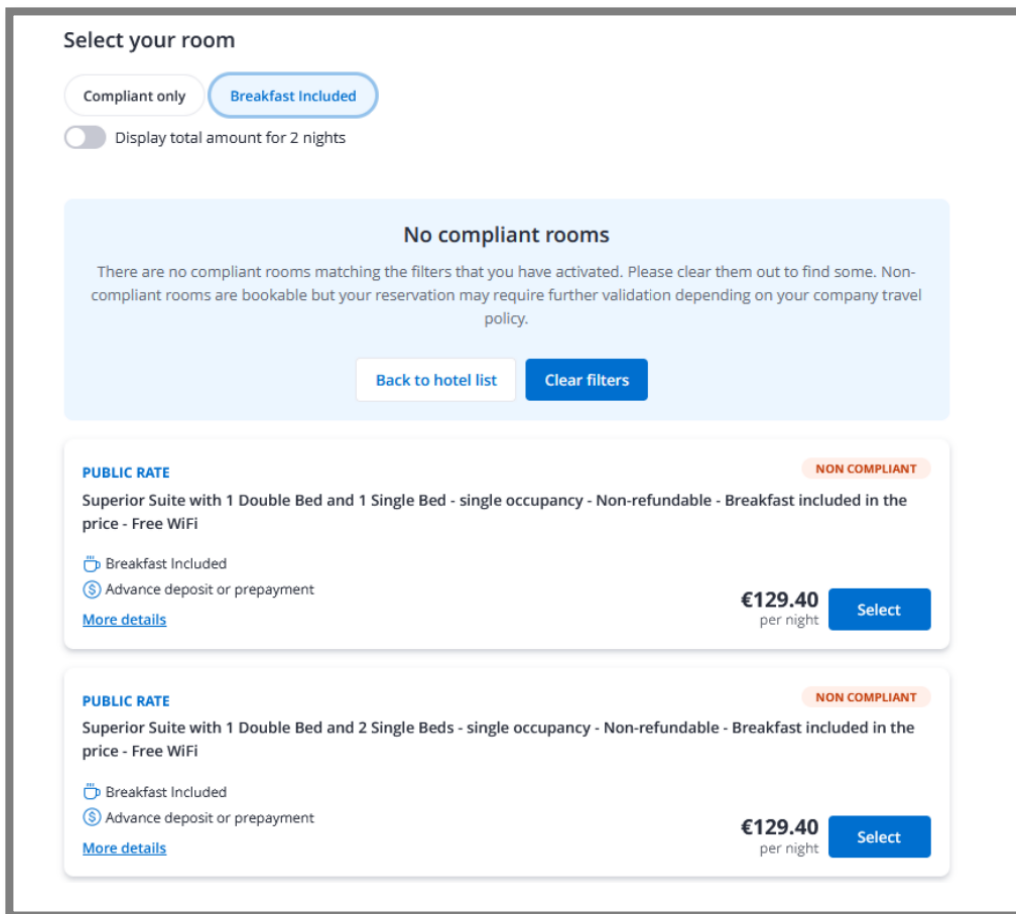 Select your room
Compliant only
Breakfast Included
Display total amount for 2 nights
No compliant rooms
There are no compliant rooms matching the filters that you have activated. Please clear them out to find some. Non-
compliant rooms are bookable but your reservation may require further validation depending on your company travel
policy.
Back to hotel list
Clear filters
PUBLIC RATE
NON COMPLIANT
Superior Suite with 1 Double Bed and 1 Single Bed - single occupancy - Non-refundable - Breakfast included in the
price - Free WiFi
Breakfast Included
Advance deposit or prepayment
More details
€129.40
per night
Select
PUBLIC RATE
NON COMPLIANT
Superior Suite with 1 Double Bed and 2 Single Beds - single occupancy - Non-refundable - Breakfast included in the
price - Free WiFi
Breakfast Included
Advance deposit or prepayment
More details
€129.40
per night
Select